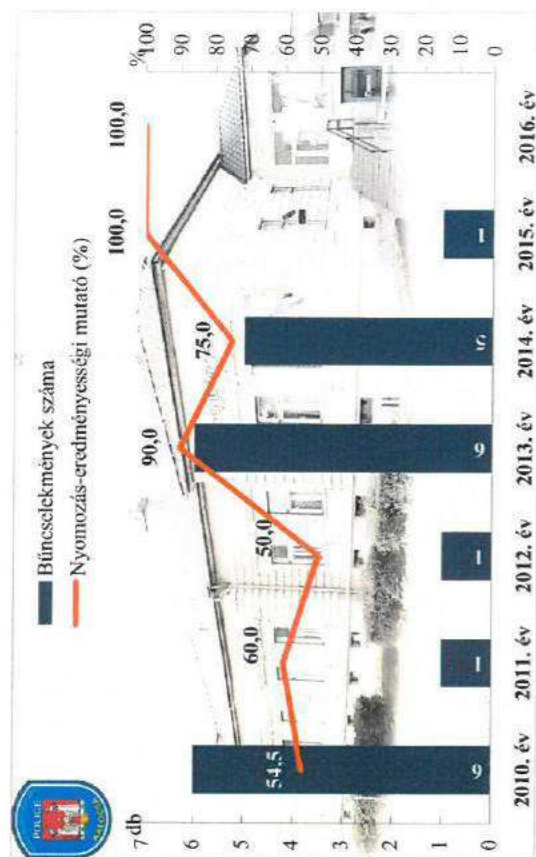 POLICE
Bűncselekmények száma
Nyomozás-eredményességi mutató (%)
7 db
6
5
4
3
2
1
0
%
100
90
80
70
60
50
40
30
20
10
0
54,5
60,0
50,0
90,0
75,0
100,0
100,0
6
1
1
6
5
1
2010. év
2011. év
2012. év
2013. év
2014. év
2015. év
2016. év